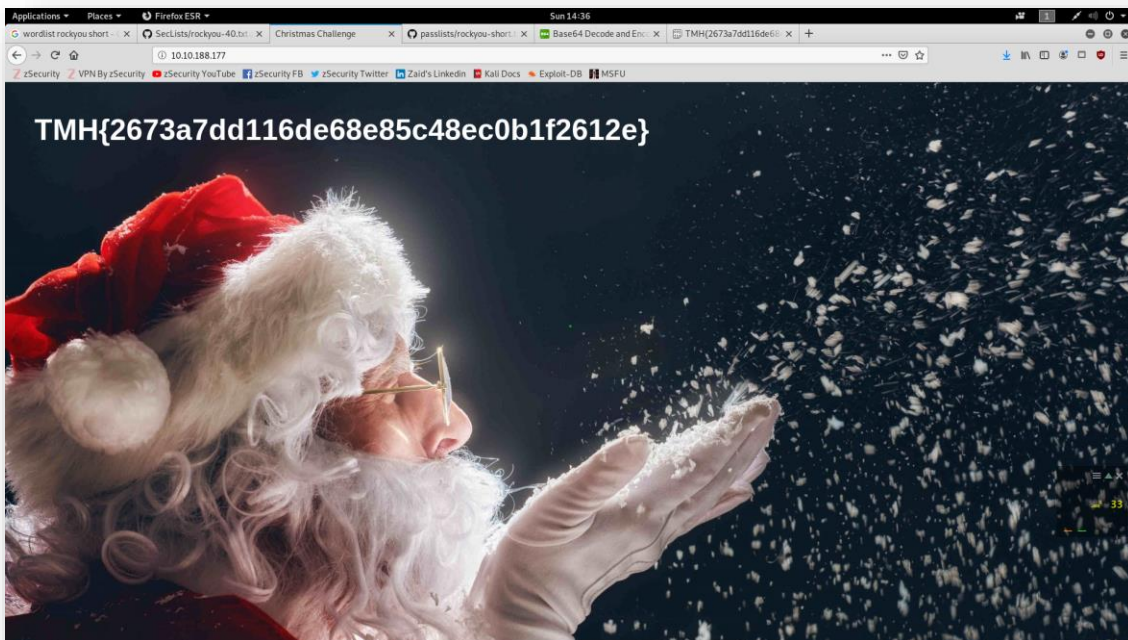 Applications ▾ Places ▾ Firefox ESR ▾ Sun 14:36 1
wordlist rockyou short - SecLists/rockyou-40.txt Christmas Challenge passlists/rockyou-short. Base64 Decode and Enc TMH{2673a7dd116de68
10.10.188.177
zSecurity VPN By zSecurity zSecurity YouTube zSecurity FB zSecurity Twitter Zaid's Linkedin Kali Docs Exploit-DB MSFU
TMH{2673a7dd116de68e85c48ec0b1f2612e}
33